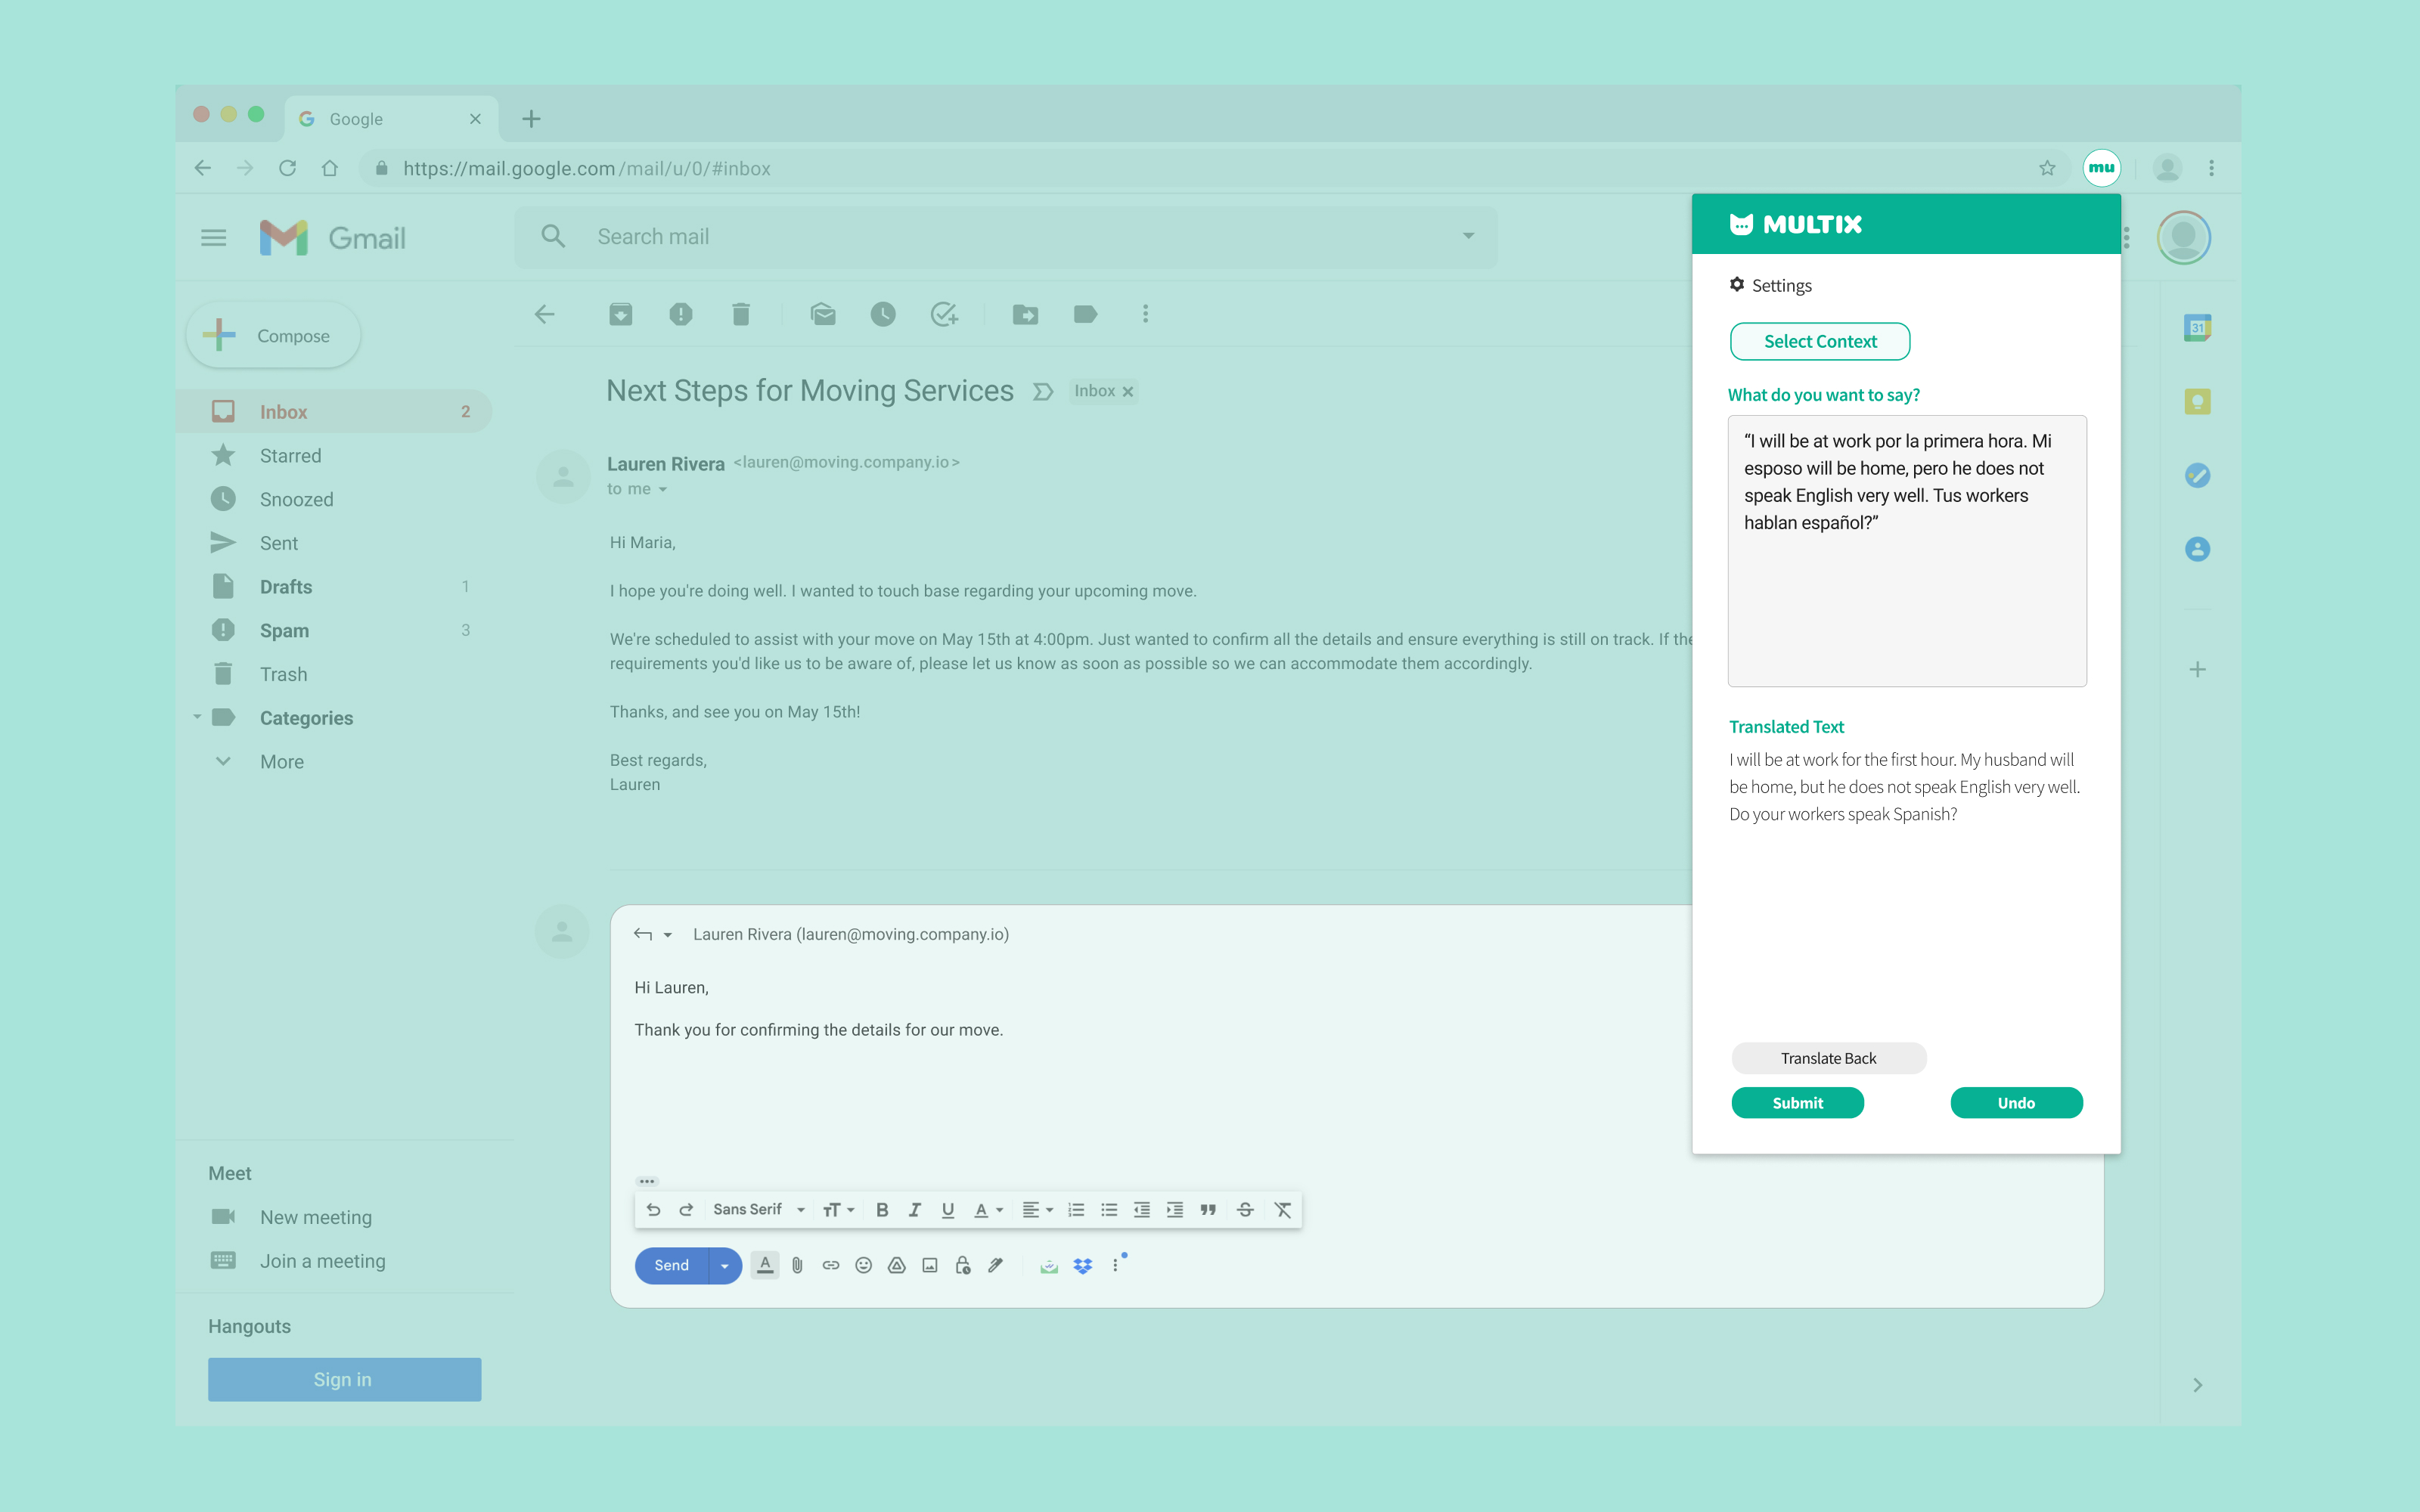 Google
https://mail.google.com/mail/u/0/#inbox
mu
Gmail
Search mail
MULTIX
Settings
Select Context
What do you want to say?
“I will be at work por la primera hora. Mi
esposo will be home, pero he does not
speak English very well. Tus workers
hablan español?”
Translated Text
I will be at work for the first hour. My husband will
be home, but he does not speak English very well.
Do your workers speak Spanish?
Translate Back
Submit
Undo
Compose
Inbox 2
Starred
Snoozed
Sent
Drafts 1
Spam 3
Trash
Categories
More
Next Steps for Moving Services
Inbox
Lauren Rivera <lauren@moving.company.io>
to me
Hi Maria,
I hope you're doing well. I wanted to touch base regarding your upcoming move.
We're scheduled to assist with your move on May 15th at 4:00pm. Just wanted to confirm all the details and ensure everything is still on track. If the
requirements you'd like us to be aware of, please let us know as soon as possible so we can accommodate them accordingly.
Thanks, and see you on May 15th!
Best regards,
Lauren
Lauren Rivera (lauren@moving.company.io)
Hi Lauren,
Thank you for confirming the details for our move.
Sans Serif
Send
Meet
New meeting
Join a meeting
Hangouts
Sign in
31